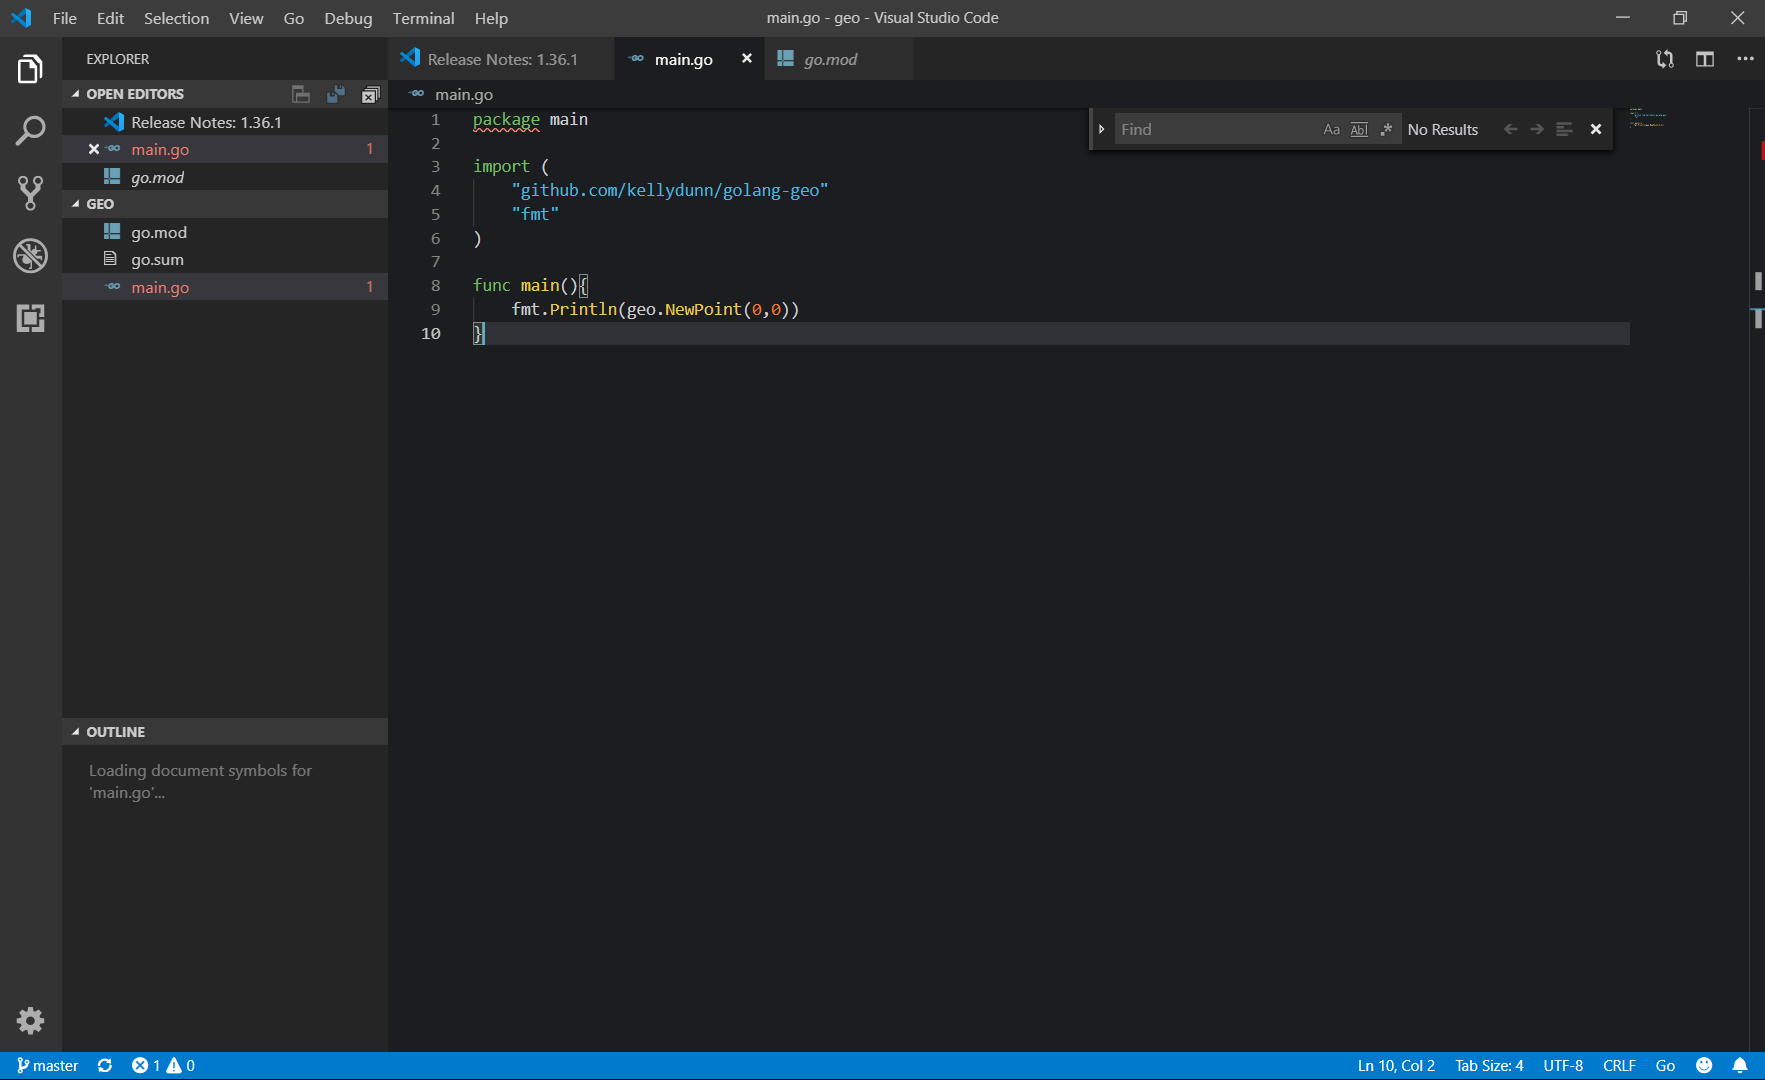 File Edit Selection View Go Debug Terminal Help
main.go - geo - Visual Studio Code
EXPLORER
OPEN EDITORS
Release Notes: 1.36.1
main.go 1
go.mod
GEO
go.mod
go.sum
main.go 1
OUTLINE
Loading document symbols for
'main.go'...
Release Notes: 1.36.1 main.go go.mod
main.go
Find Aa Abl .* No Results
1 package main
2
3 import (
4 "github.com/kellydunn/golang-geo"
5 "fmt"
6 )
7
8 func main(){
9 fmt.Println(geo.NewPoint(0,0))
10 }
master 1 0 Ln 10, Col 2 Tab Size: 4 UTF-8 CRLF Go